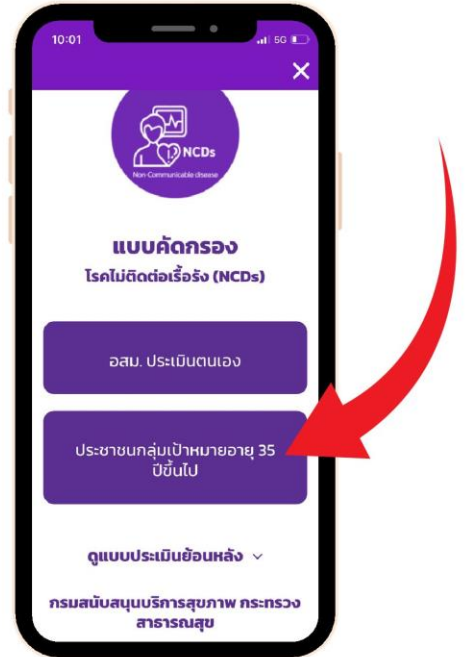 10:01
5G
NCDs
Non-Communicable disease
แบบคัดกรอง
โรคไม่ติดต่อเรื้อรัง (NCDs)
อสม. ประเมินตนเอง
ประชาชนกลุ่มเป้าหมายอายุ 35
ปีขึ้นไป
ดูแบบประเมินย้อนหลัง
กรมสนับสนุนบริการสุขภาพ กระทรวง
สาธารณสุข